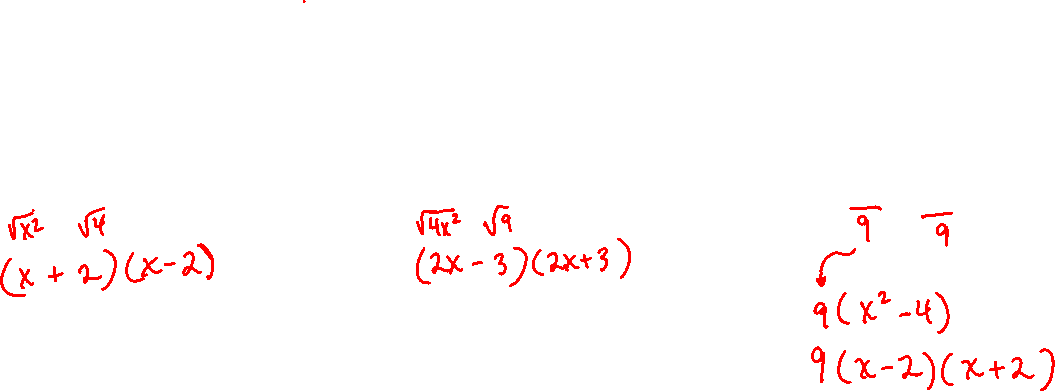 √x² √4
(x + 2)(x - 2)
√4x² √9
(2x - 3)(2x + 3)
9 9
9(x² - 4)
9(x - 2)(x + 2)